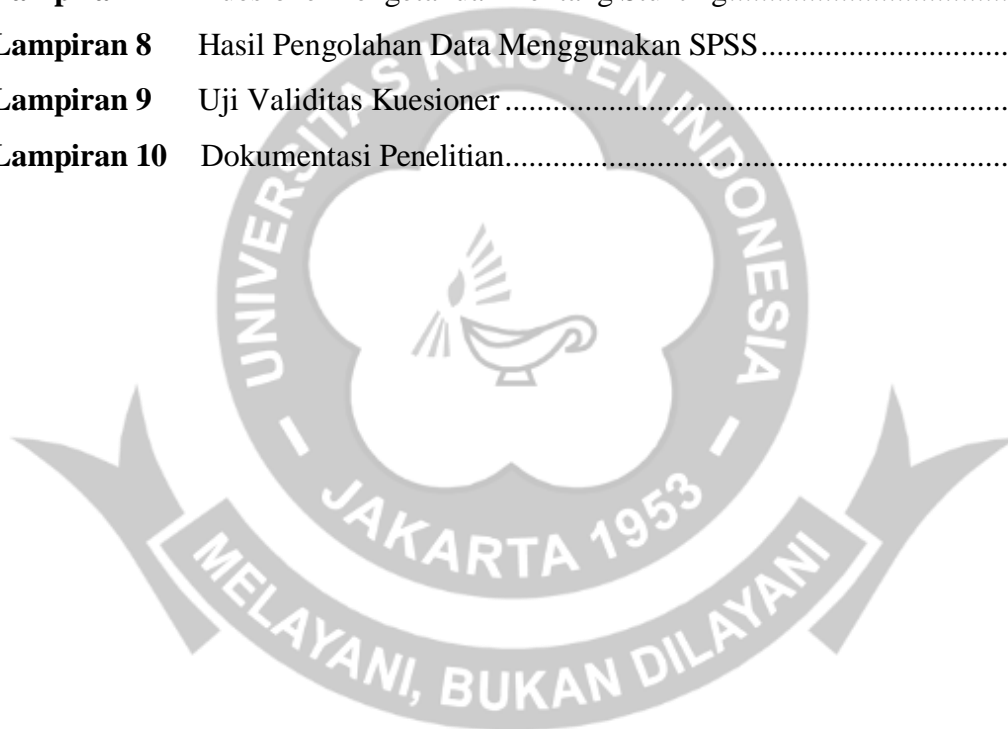 Lampiran 8 Hasil Pengolahan Data Menggunakan SPSS
Lampiran 9 Uji Validitas Kuesioner
Lampiran 10 Dokumentasi Penelitian
UNIVERSITAS KRISTEN INDONESIA
– JAKARTA 1953 –
MELAYANI, BUKAN DILAYANI